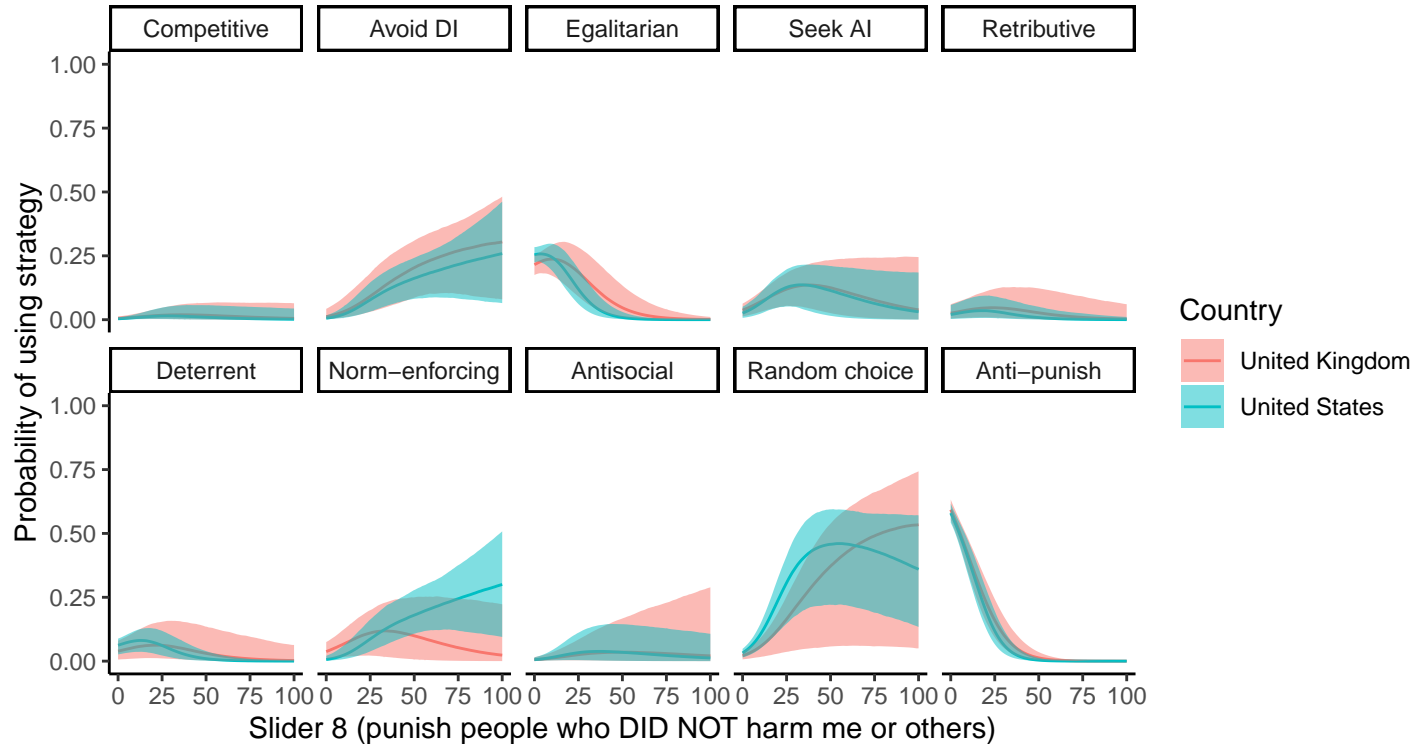 Competitive Avoid DI Egalitarian Seek AI Retributive
1.00
0.75
0.50
0.25
0.00
Deterrent Norm−enforcing Antisocial Random choice Anti−punish
1.00
0.75
0.50
0.25
0.00
0 25 50 75 100 0 25 50 75 100 0 25 50 75 100 0 25 50 75 100 0 25 50 75 100
Slider 8 (punish people who DID NOT harm me or others)
Probability of using strategy
Country
United Kingdom
United States